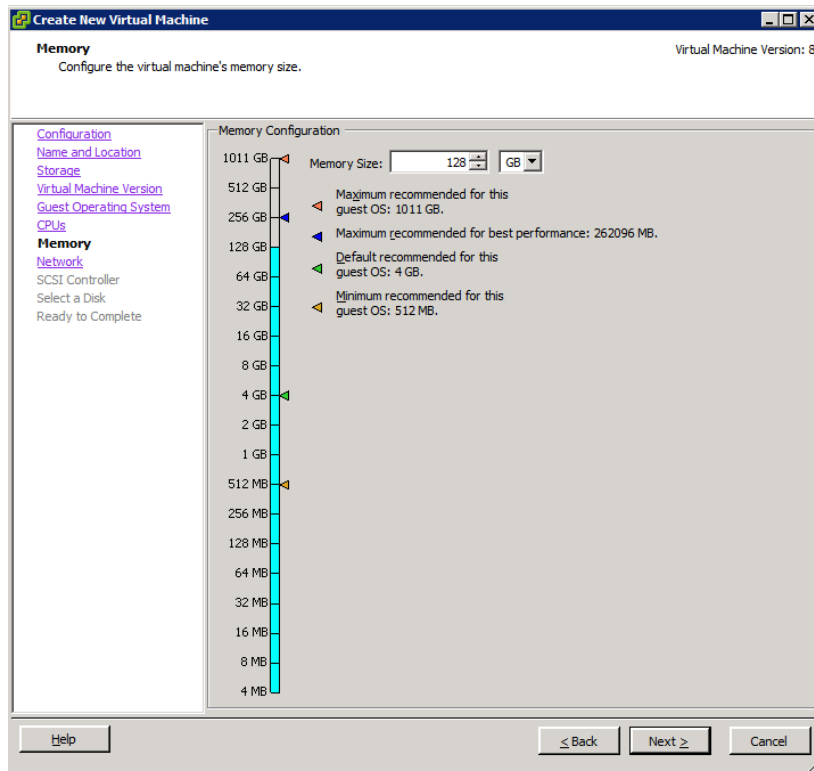 Create New Virtual Machine
Memory
Configure the virtual machine's memory size.
Virtual Machine Version: 8
Configuration
Name and Location
Storage
Virtual Machine Version
Guest Operating System
CPUs
Memory
Network
SCSI Controller
Select a Disk
Ready to Complete
Memory Configuration
1011 GB
512 GB
256 GB
128 GB
64 GB
32 GB
16 GB
8 GB
4 GB
2 GB
1 GB
512 MB
256 MB
128 MB
64 MB
32 MB
16 MB
8 MB
4 MB
Memory Size: 128 GB
Maximum recommended for this
guest OS: 1011 GB.
Maximum recommended for best performance: 262096 MB.
Default recommended for this
guest OS: 4 GB.
Minimum recommended for this
guest OS: 512 MB.
Help
< Back
Next >
Cancel